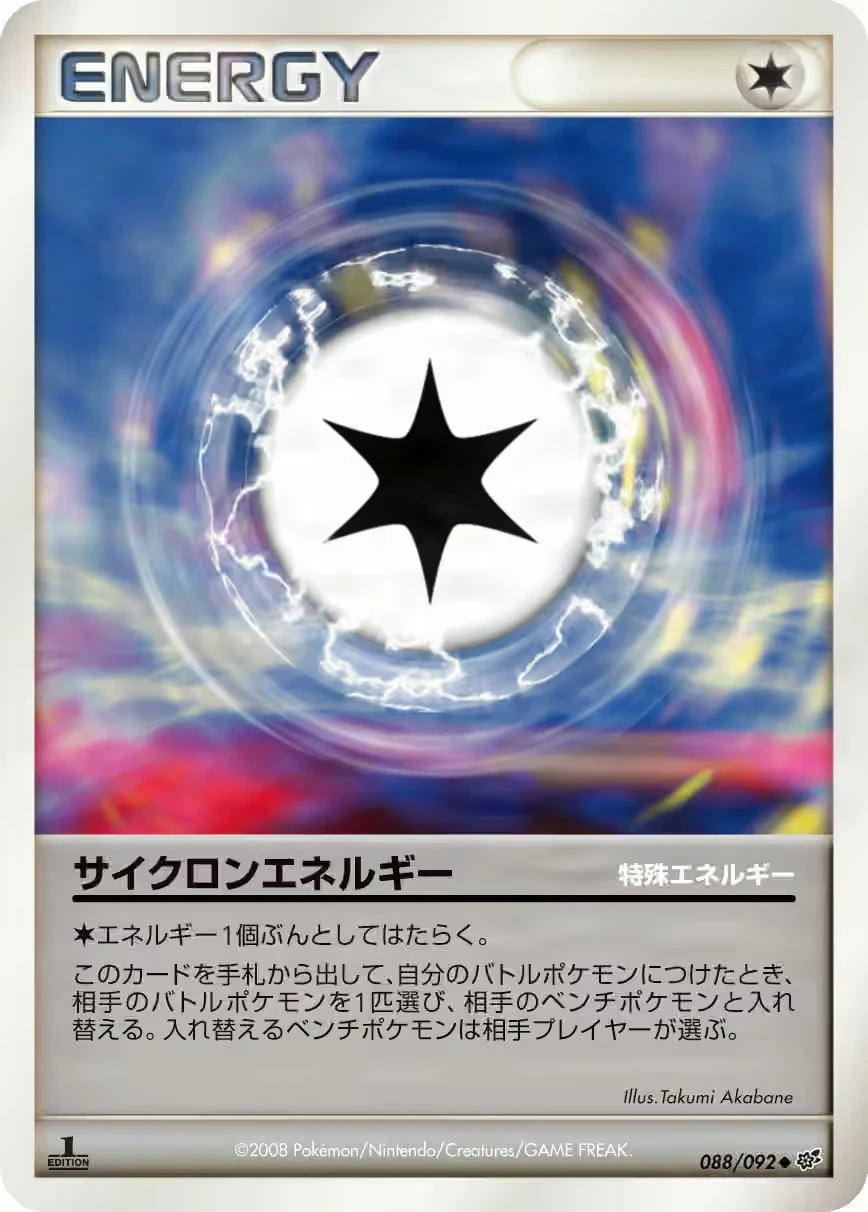 ENERGY
サイクロンエネルギー 特殊エネルギー
✶エネルギー1個ぶんとしてはたらく。
このカードを手札から出して、自分のバトルポケモンにつけたとき、
相手のバトルポケモンを1匹選び、相手のベンチポケモンと入れ
替える。入れ替えるベンチポケモンは相手プレイヤーが選ぶ。
Illus.Takumi Akabane
1 EDITION
©2008 Pokémon/Nintendo/Creatures/GAME FREAK.
088/092◆